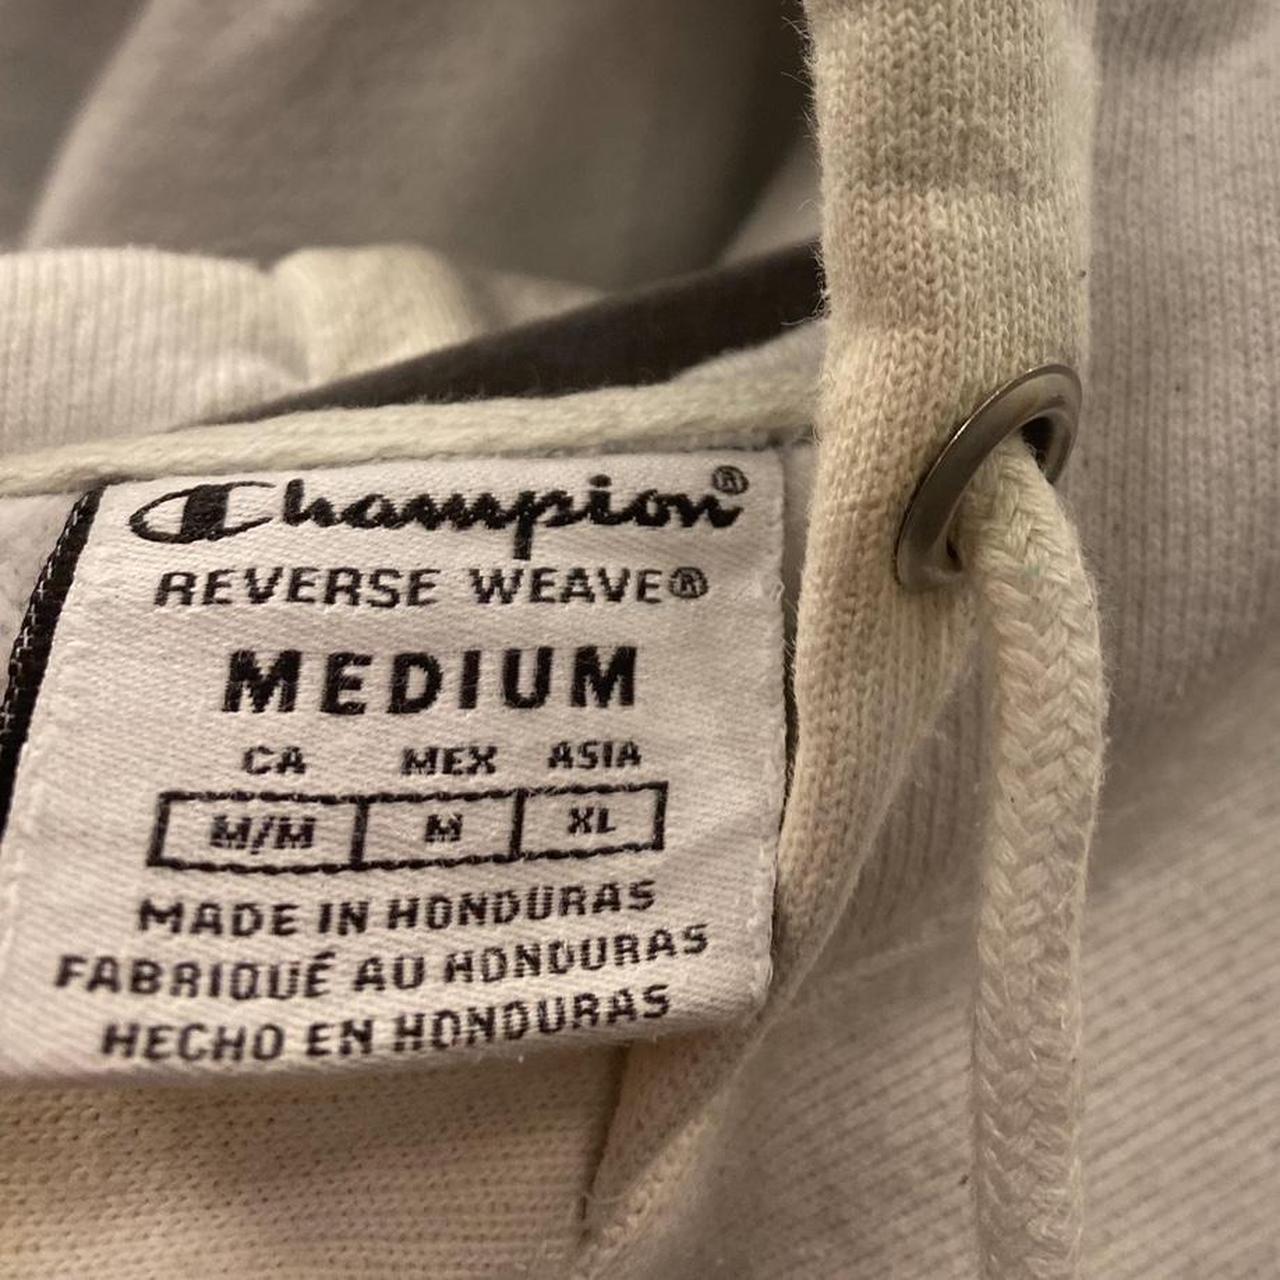 Champion®
REVERSE WEAVE®
MEDIUM
CA MEX ASIA
M/M M XL
MADE IN HONDURAS
FABRIQUÉ AU HONDURAS
HECHO EN HONDURAS